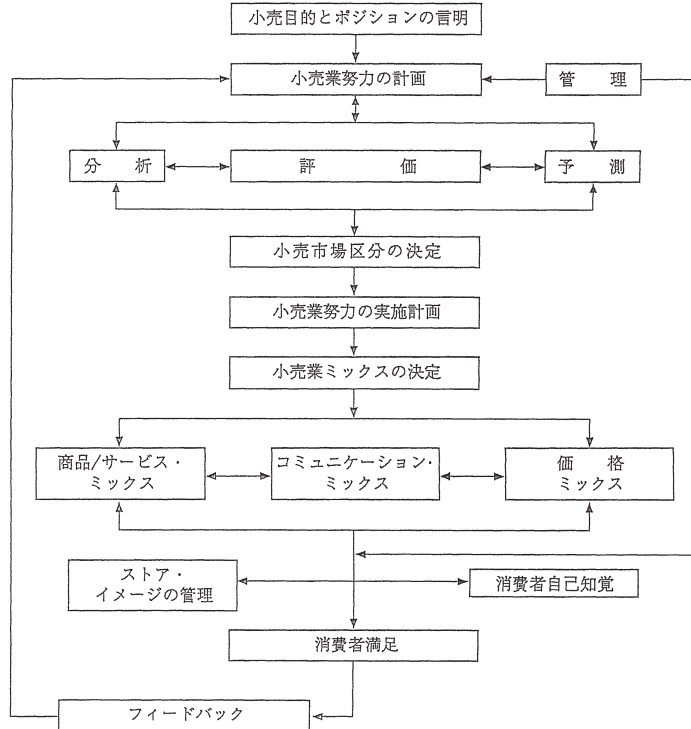 小売目的とポジションの言明
小売業努力の計画
管 理
分 析
評 価
予 測
小売市場区分の決定
小売業努力の実施計画
小売業ミックスの決定
商品/サービス・
ミックス
コミュニケーション・
ミックス
価 格
ミックス
ストア・
イメージの管理
消費者自己知覚
消費者満足
フィードバック